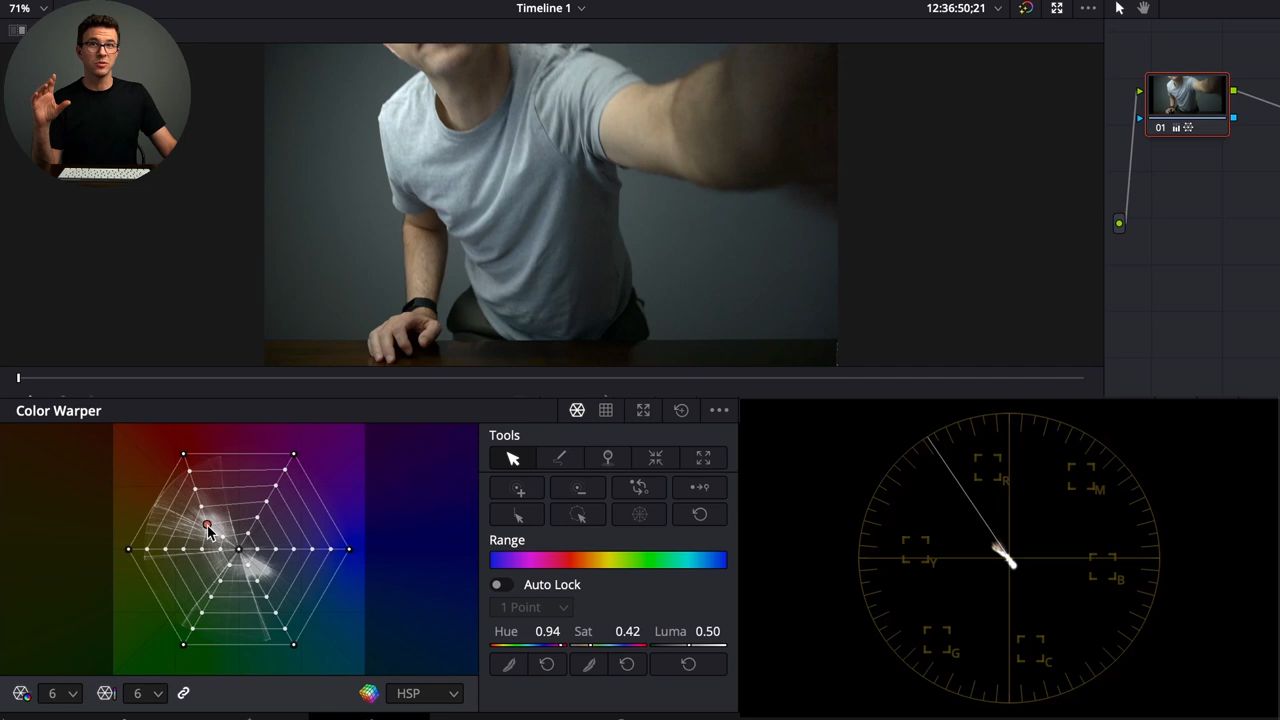 71%
Timeline 1
12:36:50;21
01
Color Warper
Tools
Range
Auto Lock
1 Point
Hue 0.94 Sat 0.42 Luma 0.50
6
6
HSP
R
M
Y
B
G
C